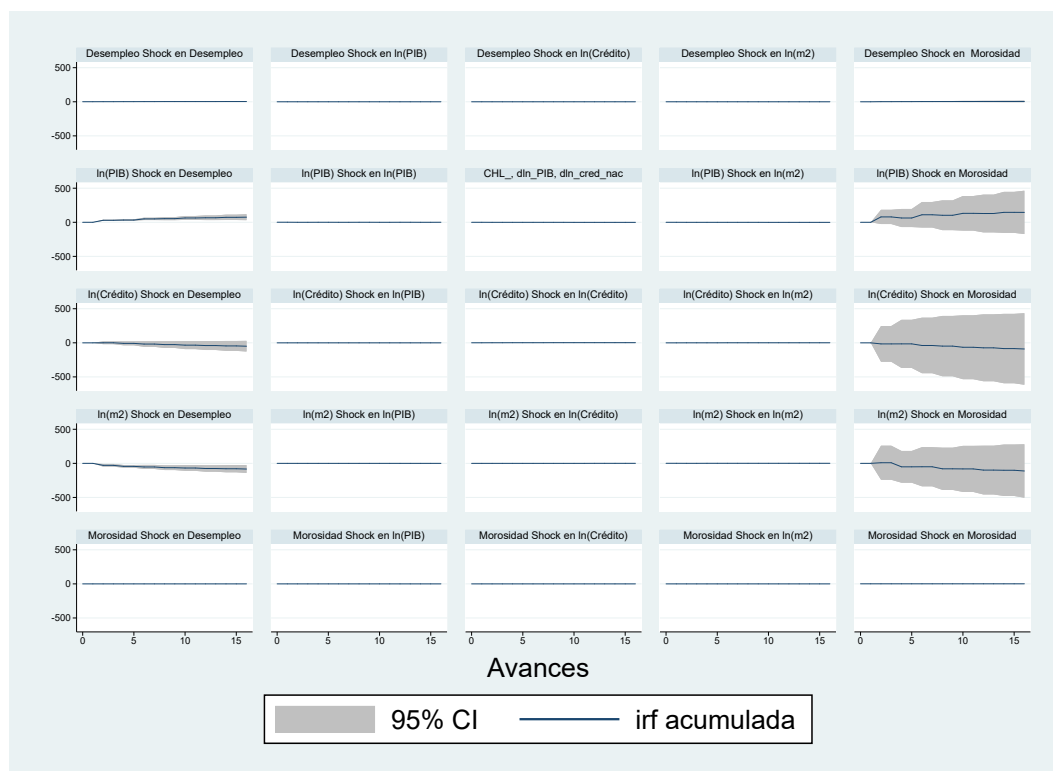 Desempleo Shock en Desempleo
Desempleo Shock en ln(PIB)
Desempleo Shock en ln(Crédito)
Desempleo Shock en ln(m2)
Desempleo Shock en  Morosidad
500
0
-500
ln(PIB) Shock en Desempleo
ln(PIB) Shock en ln(PIB)
CHL_, dln_PIB, dln_cred_nac
ln(PIB) Shock en ln(m2)
ln(PIB) Shock en Morosidad
500
0
-500
ln(Crédito) Shock en Desempleo
ln(Crédito) Shock en ln(PIB)
ln(Crédito) Shock en ln(Crédito)
ln(Crédito) Shock en ln(m2)
ln(Crédito) Shock en Morosidad
500
0
-500
ln(m2) Shock en Desempleo
ln(m2) Shock en ln(PIB)
ln(m2) Shock en ln(Crédito)
ln(m2) Shock en ln(m2)
ln(m2) Shock en Morosidad
500
0
-500
Morosidad Shock en Desempleo
Morosidad Shock en ln(PIB)
Morosidad Shock en ln(Crédito)
Morosidad Shock en ln(m2)
Morosidad Shock en Morosidad
500
0
-500
0 5 10 15
0 5 10 15
0 5 10 15
0 5 10 15
0 5 10 15
Avances
95% CI
irf acumulada